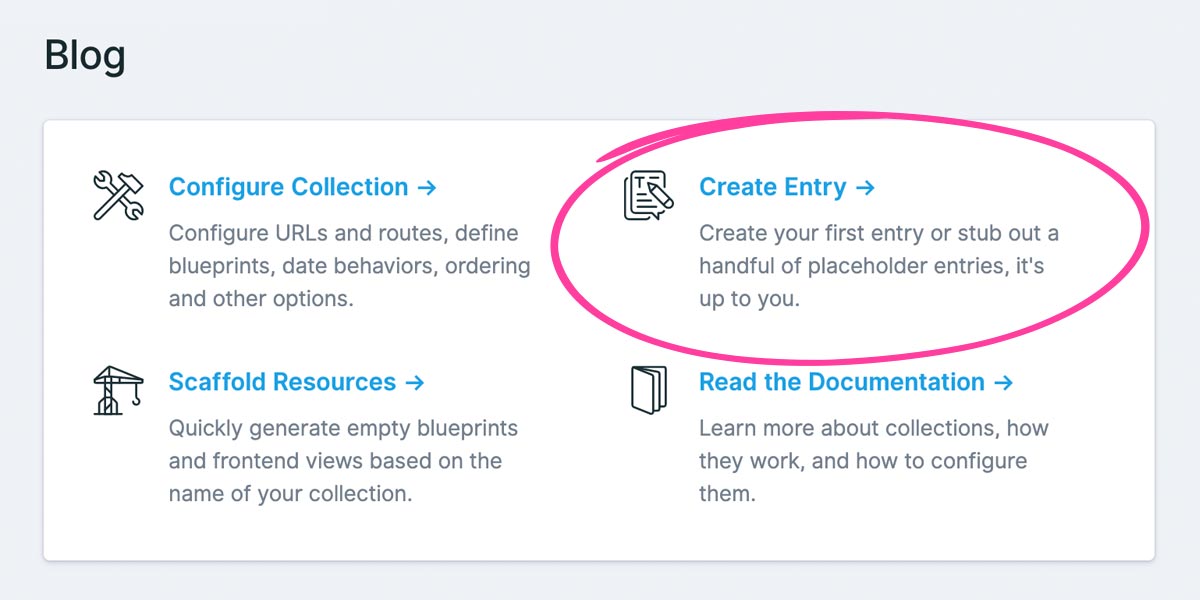 Blog
Configure Collection →
Configure URLs and routes, define
blueprints, date behaviors, ordering
and other options.
Create Entry →
Create your first entry or stub out a
handful of placeholder entries, it's
up to you.
Scaffold Resources →
Quickly generate empty blueprints
and frontend views based on the
name of your collection.
Read the Documentation →
Learn more about collections, how
they work, and how to configure
them.